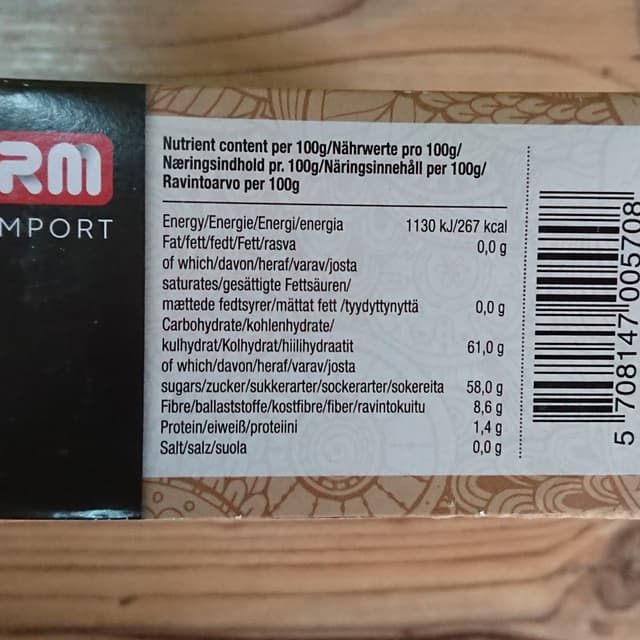 RM
MPORT
Nutrient content per 100g/Nährwerte pro 100g/
Næringsindhold pr. 100g/Näringsinnehåll per 100g/
Ravintoarvo per 100g
Energy/Energie/Energi/energia 1130 kJ/267 kcal
Fat/fett/fedt/Fett/rasva 0,0 g
of which/davon/heraf/varav/josta
saturates/gesättigte Fettsäuren/
mættede fedtsyrer/mättat fett /tyydyttynyttä 0,0 g
Carbohydrate/kohlenhydrate/
kulhydrat/Kolhydrat/hiilihydraatit 61,0 g
of which/davon/heraf/varav/josta
sugars/zucker/sukkerarter/sockerarter/sokereita 58,0 g
Fibre/ballaststoffe/kostfibre/fiber/ravintokuitu 8,6 g
Protein/eiweiß/proteiini 1,4 g
Salt/salz/suola 0,0 g
5 708147 005708